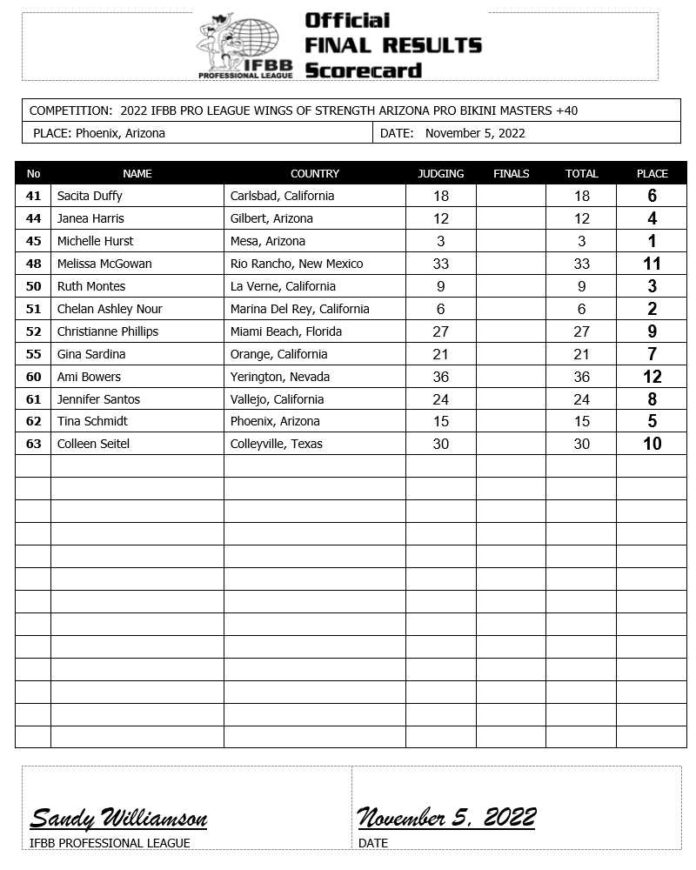 Official
FINAL RESULTS
Scorecard
IFBB
PROFESSIONAL LEAGUE
COMPETITION: 2022 IFBB PRO LEAGUE WINGS OF STRENGTH ARIZONA PRO BIKINI MASTERS +40
PLACE: Phoenix, Arizona DATE: November 5, 2022
No NAME COUNTRY JUDGING FINALS TOTAL PLACE
41 Sacita Duffy Carlsbad, California 18 18 6
44 Janea Harris Gilbert, Arizona 12 12 4
45 Michelle Hurst Mesa, Arizona 3 3 1
48 Melissa McGowan Rio Rancho, New Mexico 33 33 11
50 Ruth Montes La Verne, California 9 9 3
51 Chelan Ashley Nour Marina Del Rey, California 6 6 2
52 Christianne Phillips Miami Beach, Florida 27 27 9
55 Gina Sardina Orange, California 21 21 7
60 Ami Bowers Yerington, Nevada 36 36 12
61 Jennifer Santos Vallejo, California 24 24 8
62 Tina Schmidt Phoenix, Arizona 15 15 5
63 Colleen Seitel Colleyville, Texas 30 30 10
Sandy Williamson November 5, 2022
IFBB PROFESSIONAL LEAGUE DATE